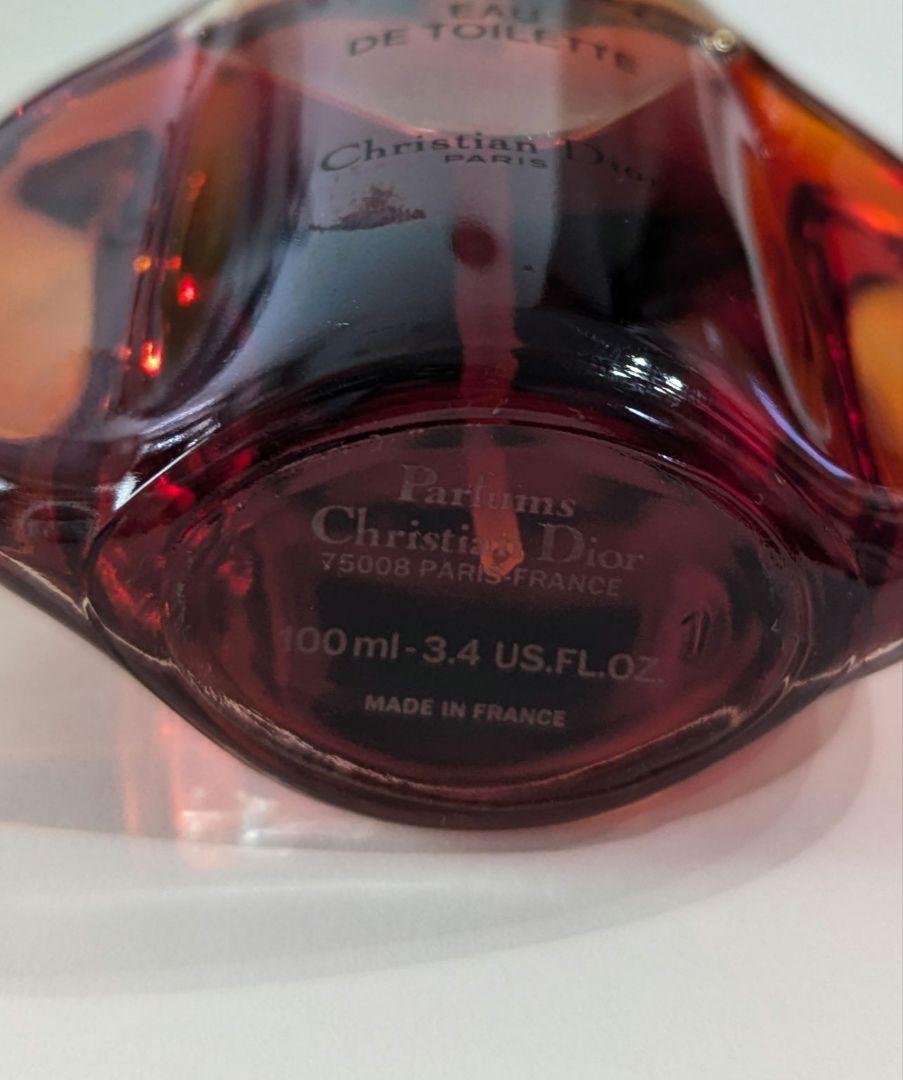 EAU
DE TOILETTE
Christian Dior
PARIS
Parfums
Christian Dior
75008 PARIS-FRANCE
100 ml - 3.4 US.FL.OZ.
MADE IN FRANCE